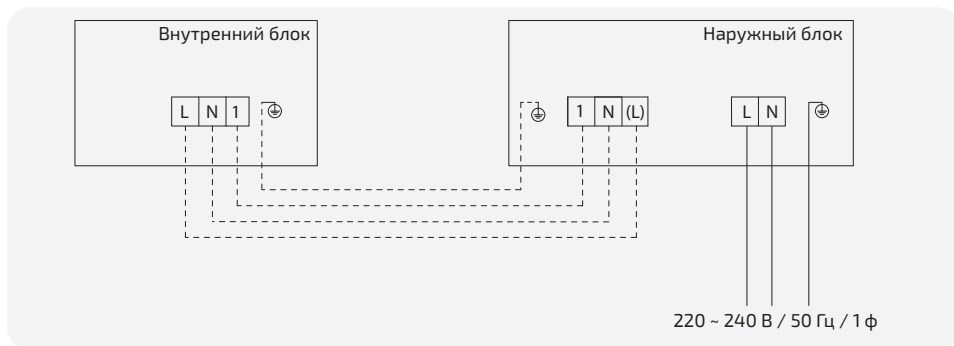 Внутренний блок
Наружный блок
L N 1
1 N (L)
L N
220 ~ 240 В / 50 Гц / 1 ф